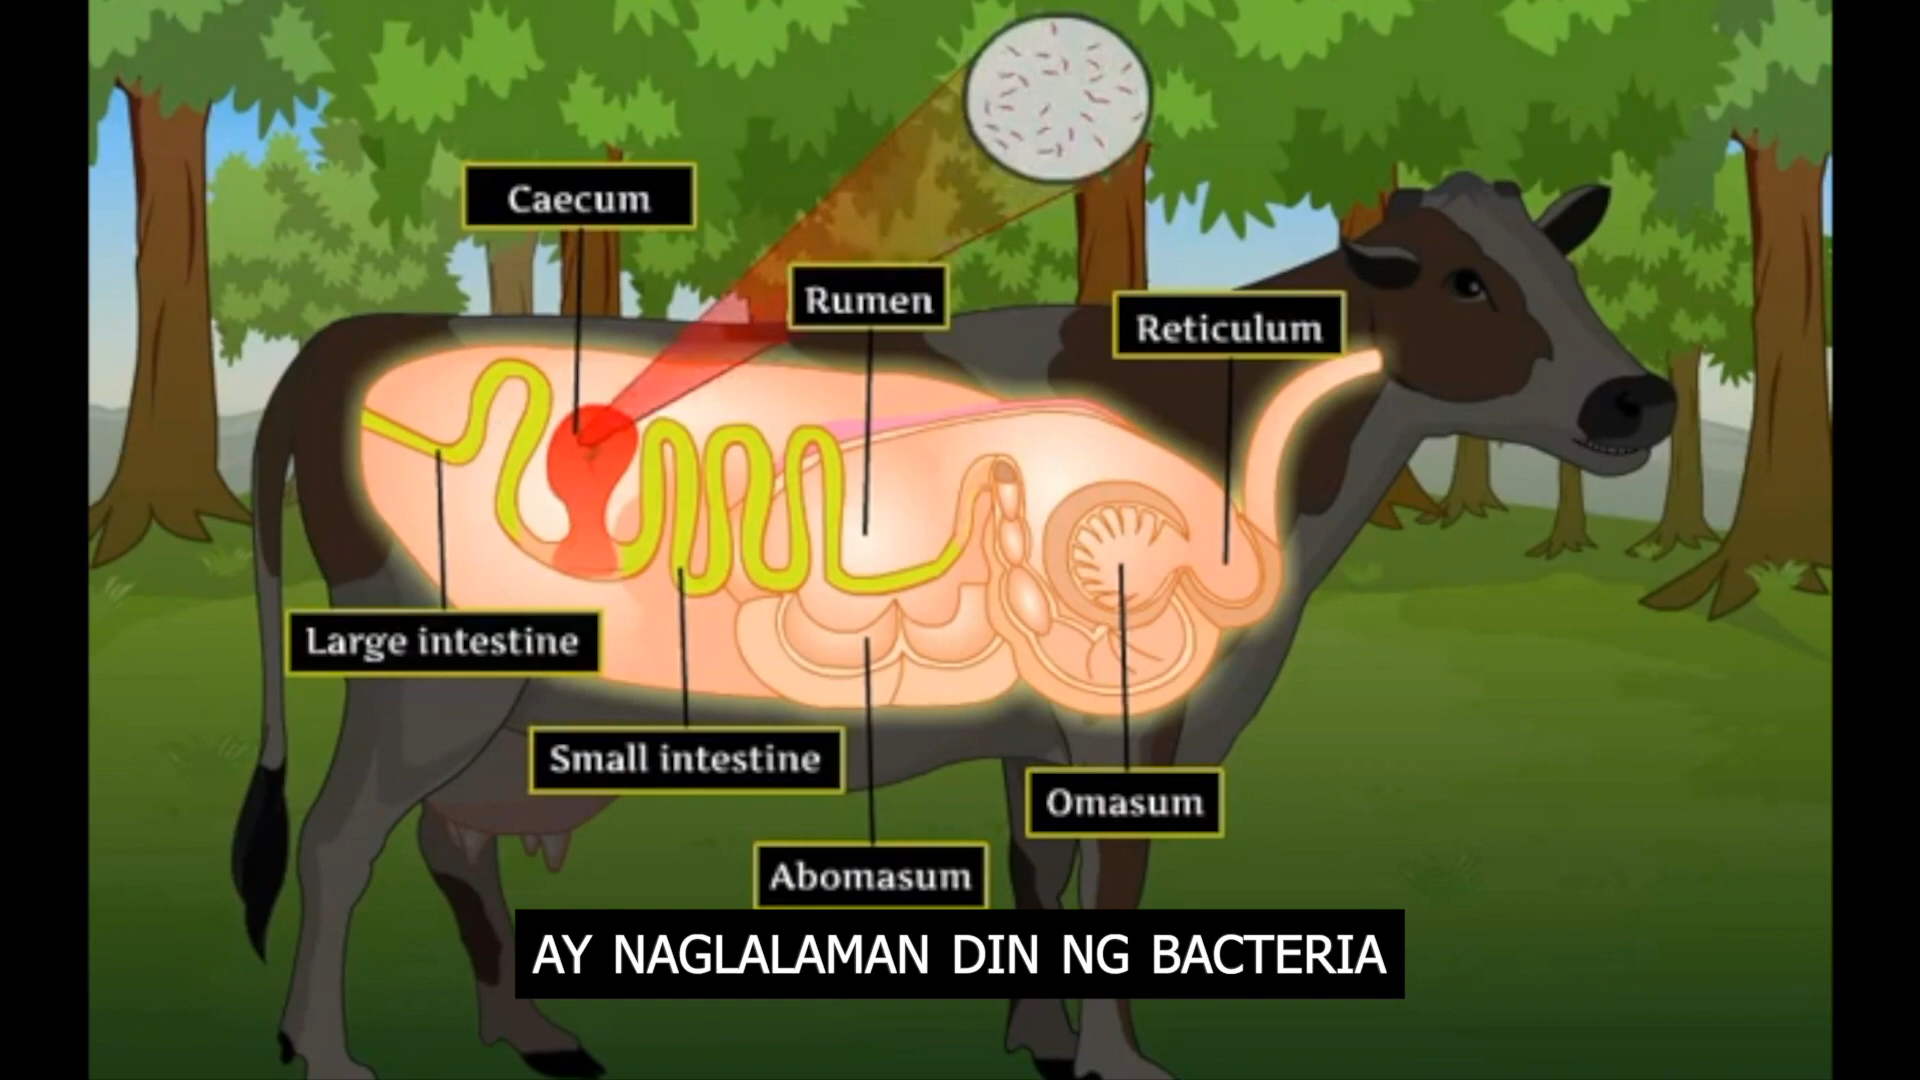 Caecum
Rumen
Reticulum
Large intestine
Small intestine
Omasum
Abomasum
AY NAGLALAMAN DIN NG BACTERIA